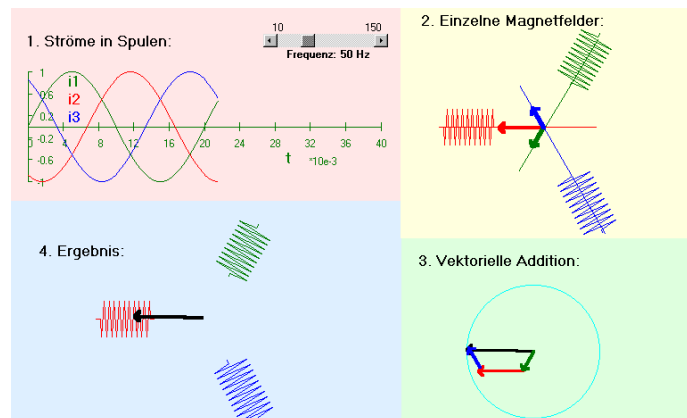 1. Ströme in Spulen:
10 150
Frequenz: 50 Hz
1
0.6
0.2
-0.2
-0.6
-1
i1
i2
i3
0 4 8 12 16 20 24 28 32 36 40
t *10e-3
2. Einzelne Magnetfelder:
4. Ergebnis:
3. Vektorielle Addition: